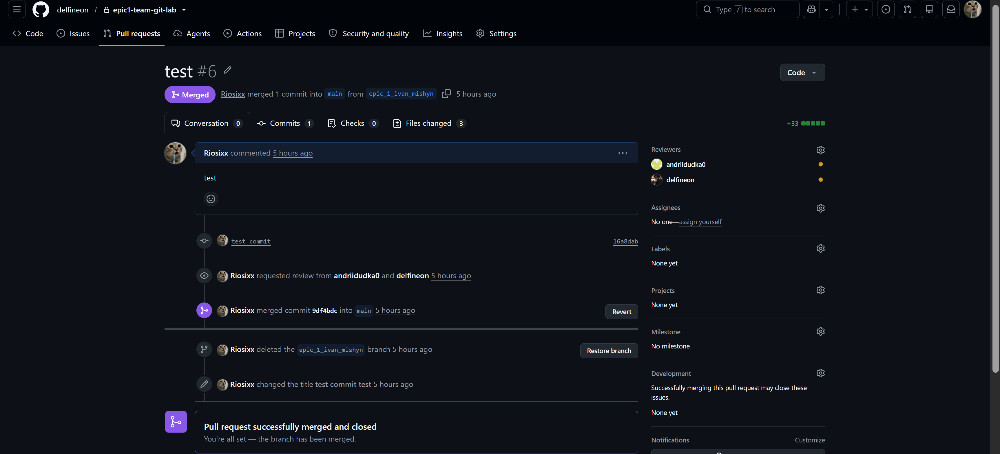 delfineon / epic1-team-git-lab
Type / to search
Code Issues Pull requests Agents Actions Projects Security and quality Insights Settings
test #6
Code
Merged Riosixx merged 1 commit into main from epic_1_ivan_mishyn 5 hours ago
Conversation 0 Commits 1 Checks 0 Files changed 3
+33
Riosixx commented 5 hours ago
test
test commit 16a8dab
Riosixx requested review from andriidudka0 and delfineon 5 hours ago
Riosixx merged commit 9df4bdc into main 5 hours ago
Revert
Riosixx deleted the epic_1_ivan_mishyn branch 5 hours ago
Restore branch
Riosixx changed the title test commit test 5 hours ago
Pull request successfully merged and closed
You're all set — the branch has been merged.
Reviewers
andriidudka0
delfineon
Assignees
No one—assign yourself
Labels
None yet
Projects
None yet
Milestone
No milestone
Development
Successfully merging this pull request may close these
issues.
None yet
Notifications Customize